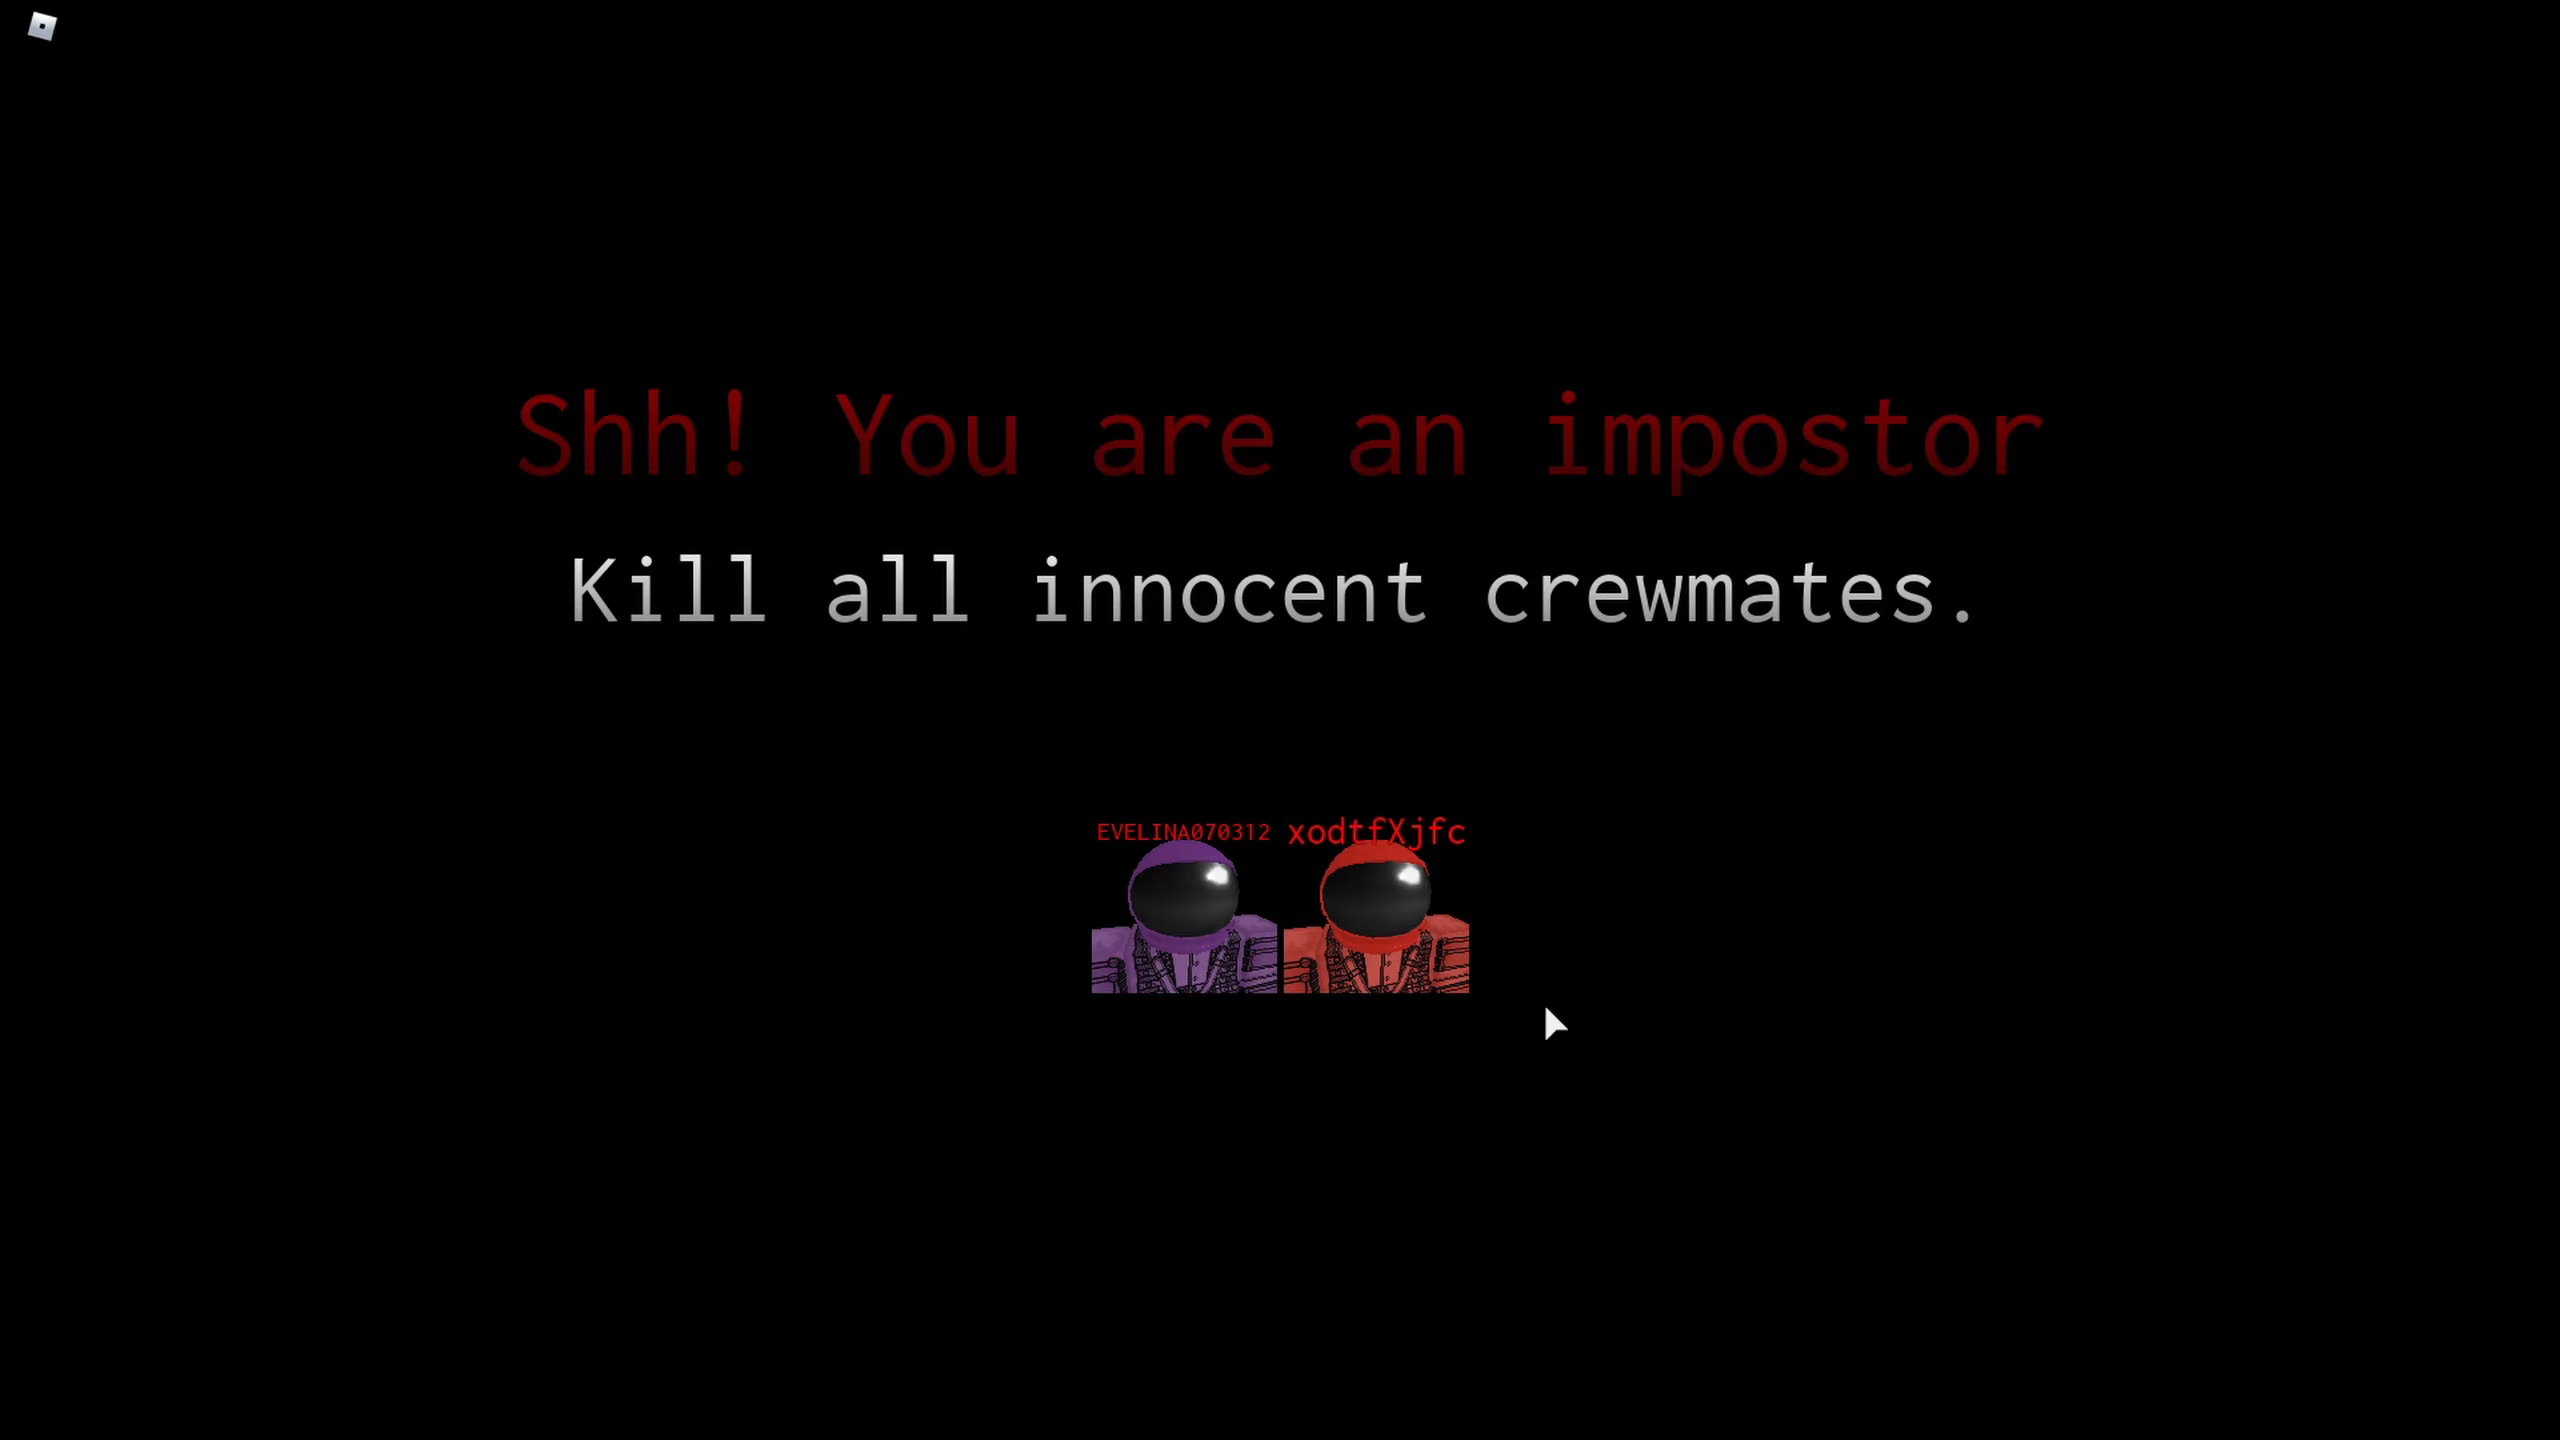 Shh! You are an impostor
Kill all innocent crewmates.
EVELINA070312 xodtfXjfc